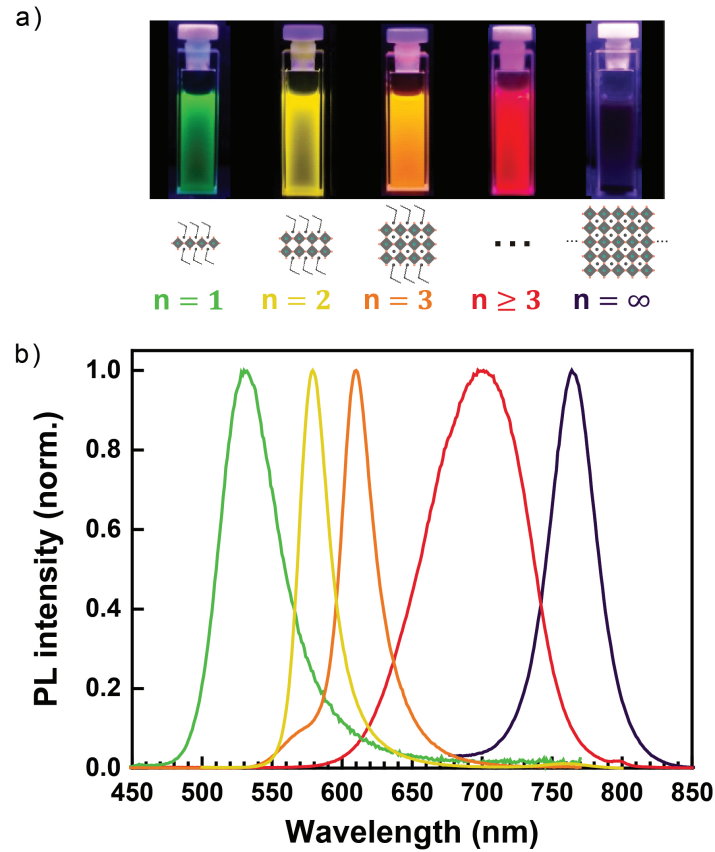 a)
...
... ...
n = 1 n = 2 n = 3 n ≥ 3 n = ∞
b)
1.0
0.8
0.6
0.4
0.2
0.0
PL intensity (norm.)
450 500 550 600 650 700 750 800 850
Wavelength (nm)